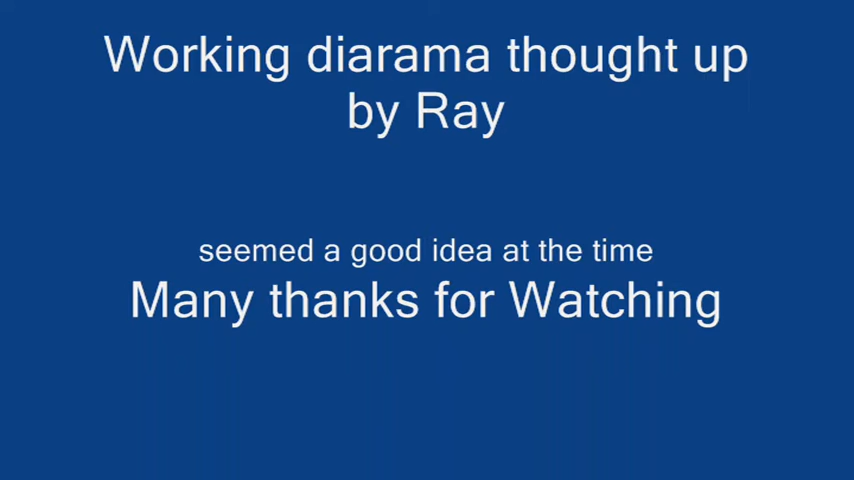 Working diarama thought up
by Ray
seemed a good idea at the time
Many thanks for Watching